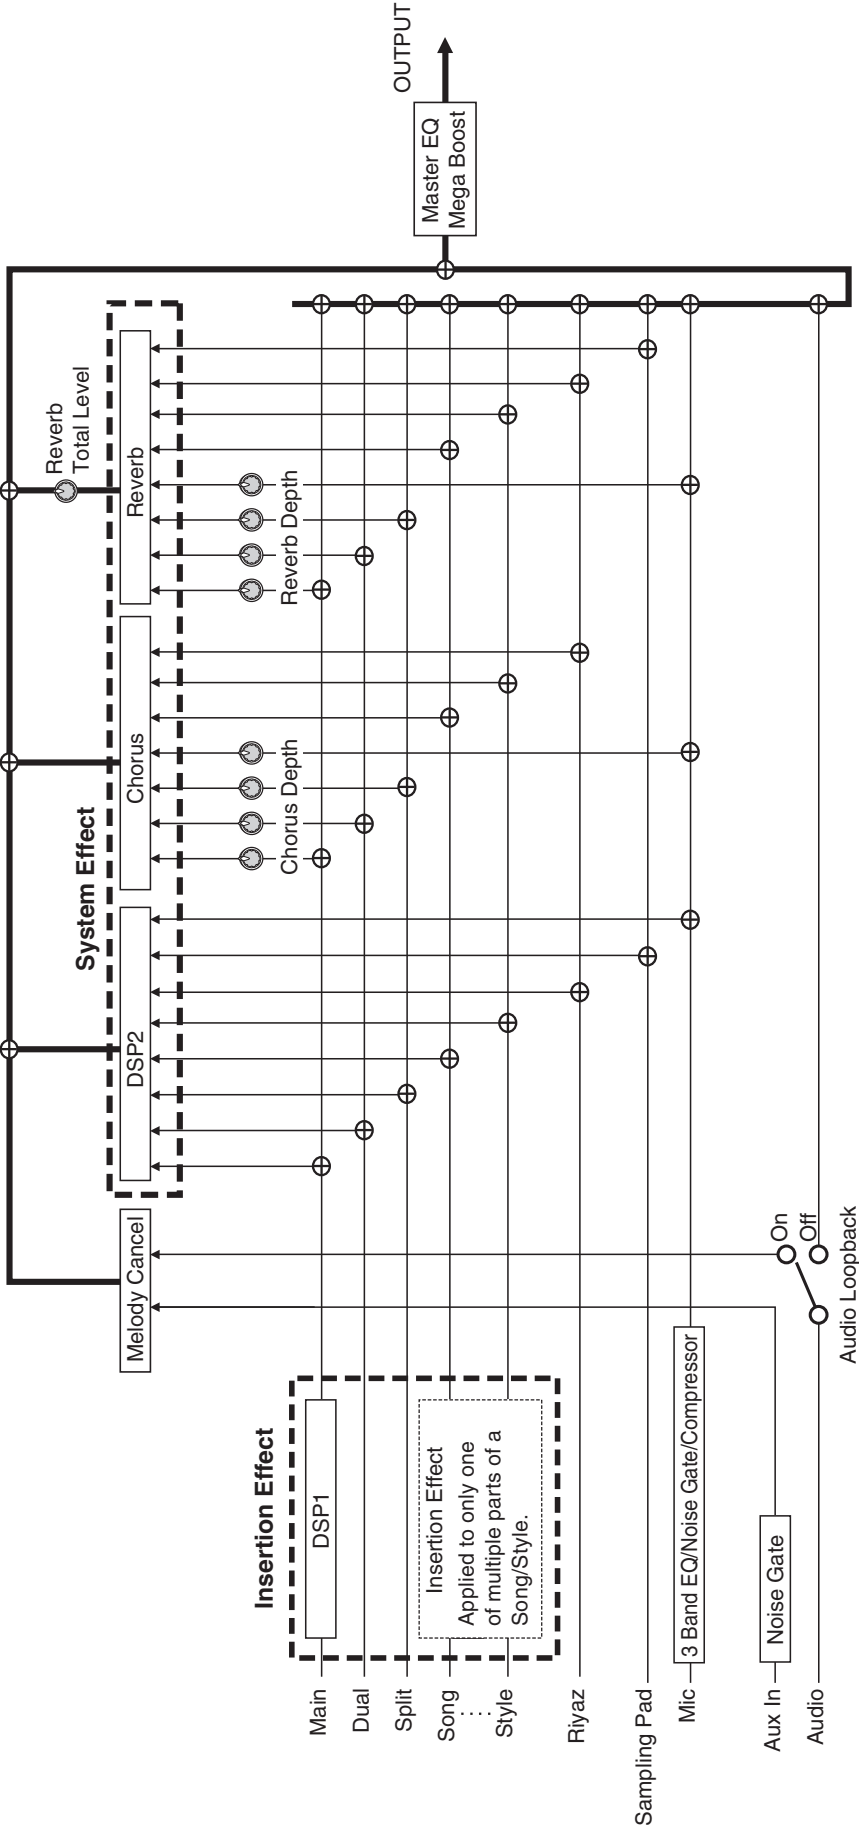 System Effect
Reverb
Total Level
OUTPUT
Melody Cancel
DSP2
Chorus
Reverb
Chorus Depth
Reverb Depth
Master EQ
Mega Boost
Insertion Effect
Main
DSP1
Dual
Split
Song
....
Style
Insertion Effect
Applied to only one
of multiple parts of a
Song/Style.
Riyaz
Sampling Pad
Mic
3 Band EQ/Noise Gate/Compressor
Aux In
Noise Gate
On
Off
Audio
Audio Loopback